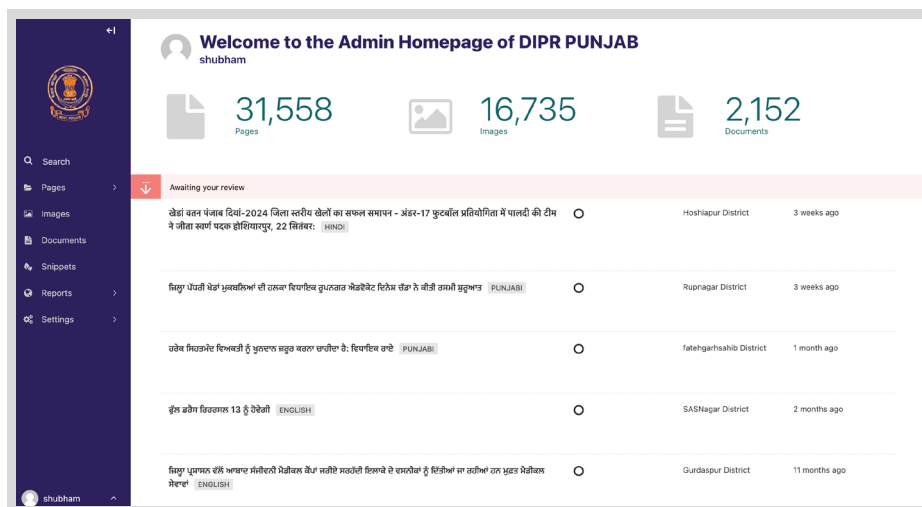 Welcome to the Admin Homepage of DIPR PUNJAB
shubham
31,558
Pages
16,735
Images
2,152
Documents
Search
Pages
Images
Documents
Snippets
Reports
Settings
shubham
Awaiting your review
खेडां वतन पंजाब दियां-2024 जिला स्तरीय खेलों का सफल समापन - अंडर-17 फुटबॉल प्रतियोगिता में पालदी की टीम
ने जीता स्वर्ण पदक होशियारपुर, 22 सितंबर: HINDI
Hoshiapur District
3 weeks ago
ਜ਼ਿਲ੍ਹਾ ਪੱਧਰੀ ਖੇਡਾਂ ਮੁਕਬਲਿਆਂ ਦੀ ਹਲਕਾ ਵਿਧਾਇਕ ਰੂਪਨਗਰ ਐਡਵੋਕੇਟ ਦਿਨੇਸ਼ ਚੱਡਾ ਨੇ ਕੀਤੀ ਰਸਮੀ ਸ਼ੁਰੂਆਤ PUNJABI
Rupnagar District
3 weeks ago
ਹਰੇਕ ਸਿਹਤਮੰਦ ਵਿਅਕਤੀ ਨੂੰ ਖੂਨਦਾਨ ਜ਼ਰੂਰ ਕਰਨਾ ਚਾਹੀਦਾ ਹੈ: ਵਿਧਾਇਕ ਰਾਏ PUNJABI
fatehgarhsahib District
1 month ago
ਫੁੱਲ ਡਰੈਸ ਰਿਹਰਸਲ 13 ਨੂੰ ਹੋਵੇਗੀ ENGLISH
SASNagar District
2 months ago
ਜ਼ਿਲ੍ਹਾ ਪ੍ਰਸ਼ਾਸਨ ਵੱਲੋਂ ਆਬਾਦ ਸੰਜੀਵਨੀ ਮੈਡੀਕਲ ਕੈਂਪਾਂ ਜਰੀਏ ਸਰਹੱਦੀ ਇਲਾਕੇ ਦੇ ਵਸਨੀਕਾਂ ਨੂੰ ਦਿੱਤੀਆਂ ਜਾ ਰਹੀਆਂ ਹਨ ਮੁਫ਼ਤ ਮੈਡੀਕਲ
ਸੇਵਾਵਾਂ ENGLISH
Gurdaspur District
11 months ago